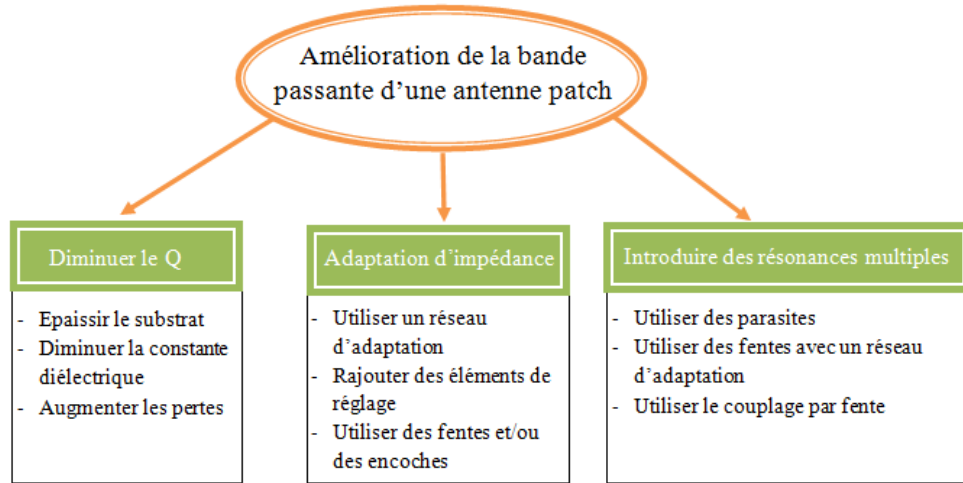 Amélioration de la bande
passante d’une antenne patch
Diminuer le Q
- Epaissir le substrat
- Diminuer la constante
diélectrique
- Augmenter les pertes
Adaptation d’impédance
- Utiliser un réseau
d’adaptation
- Rajouter des éléments de
réglage
- Utiliser des fentes et/ou
des encoches
Introduire des résonances multiples
- Utiliser des parasites
- Utiliser des fentes avec un réseau
d’adaptation
- Utiliser le couplage par fente